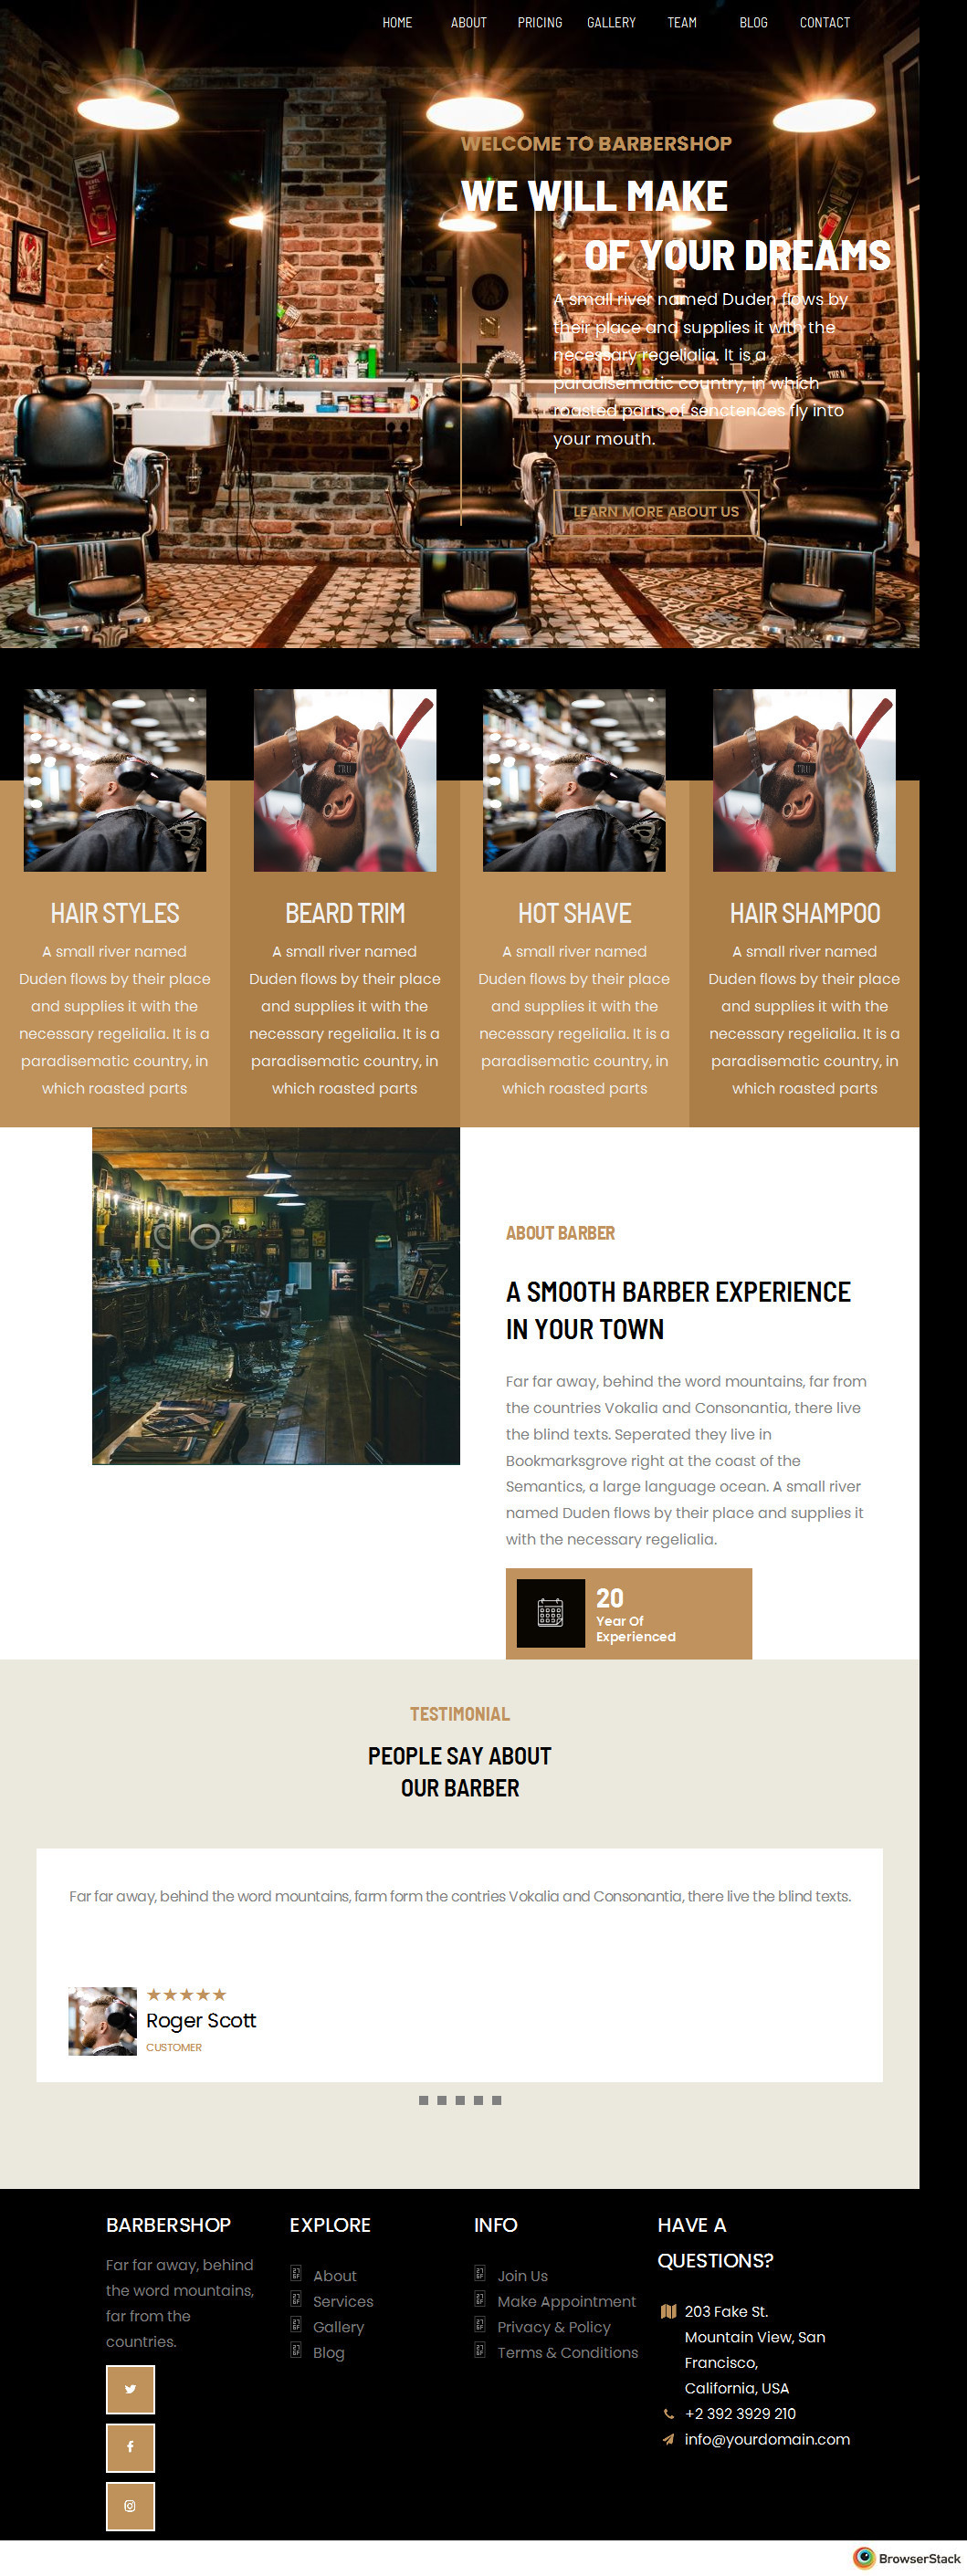 HOME ABOUT PRICING GALLERY TEAM BLOG CONTACT
WELCOME TO BARBERSHOP
WE WILL MAKE
OF YOUR DREAMS
A small river named Duden flows by
their place and supplies it with the
necessary regelialia. It is a
paradisematic country, in which
roasted parts of senctences fly into
your mouth.
LEARN MORE ABOUT US
HAIR STYLES
A small river named
Duden flows by their place
and supplies it with the
necessary regelialia. It is a
paradisematic country, in
which roasted parts
BEARD TRIM
A small river named
Duden flows by their place
and supplies it with the
necessary regelialia. It is a
paradisematic country, in
which roasted parts
HOT SHAVE
A small river named
Duden flows by their place
and supplies it with the
necessary regelialia. It is a
paradisematic country, in
which roasted parts
HAIR SHAMPOO
A small river named
Duden flows by their place
and supplies it with the
necessary regelialia. It is a
paradisematic country, in
which roasted parts
ABOUT BARBER
A SMOOTH BARBER EXPERIENCE
IN YOUR TOWN
Far far away, behind the word mountains, far from
the countries Vokalia and Consonantia, there live
the blind texts. Seperated they live in
Bookmarksgrove right at the coast of the
Semantics, a large language ocean. A small river
named Duden flows by their place and supplies it
with the necessary regelialia.
20
Year Of
Experienced
TESTIMONIAL
PEOPLE SAY ABOUT
OUR BARBER
Far far away, behind the word mountains, farm form the contries Vokalia and Consonantia, there live the blind texts.
★★★★★
Roger Scott
CUSTOMER
BARBERSHOP
Far far away, behind
the word mountains,
far from the
countries.
EXPLORE
About
Services
Gallery
Blog
INFO
Join Us
Make Appointment
Privacy & Policy
Terms & Conditions
HAVE A
QUESTIONS?
203 Fake St.
Mountain View, San
Francisco,
California, USA
+2 392 3929 210
info@yourdomain.com
BrowserStack